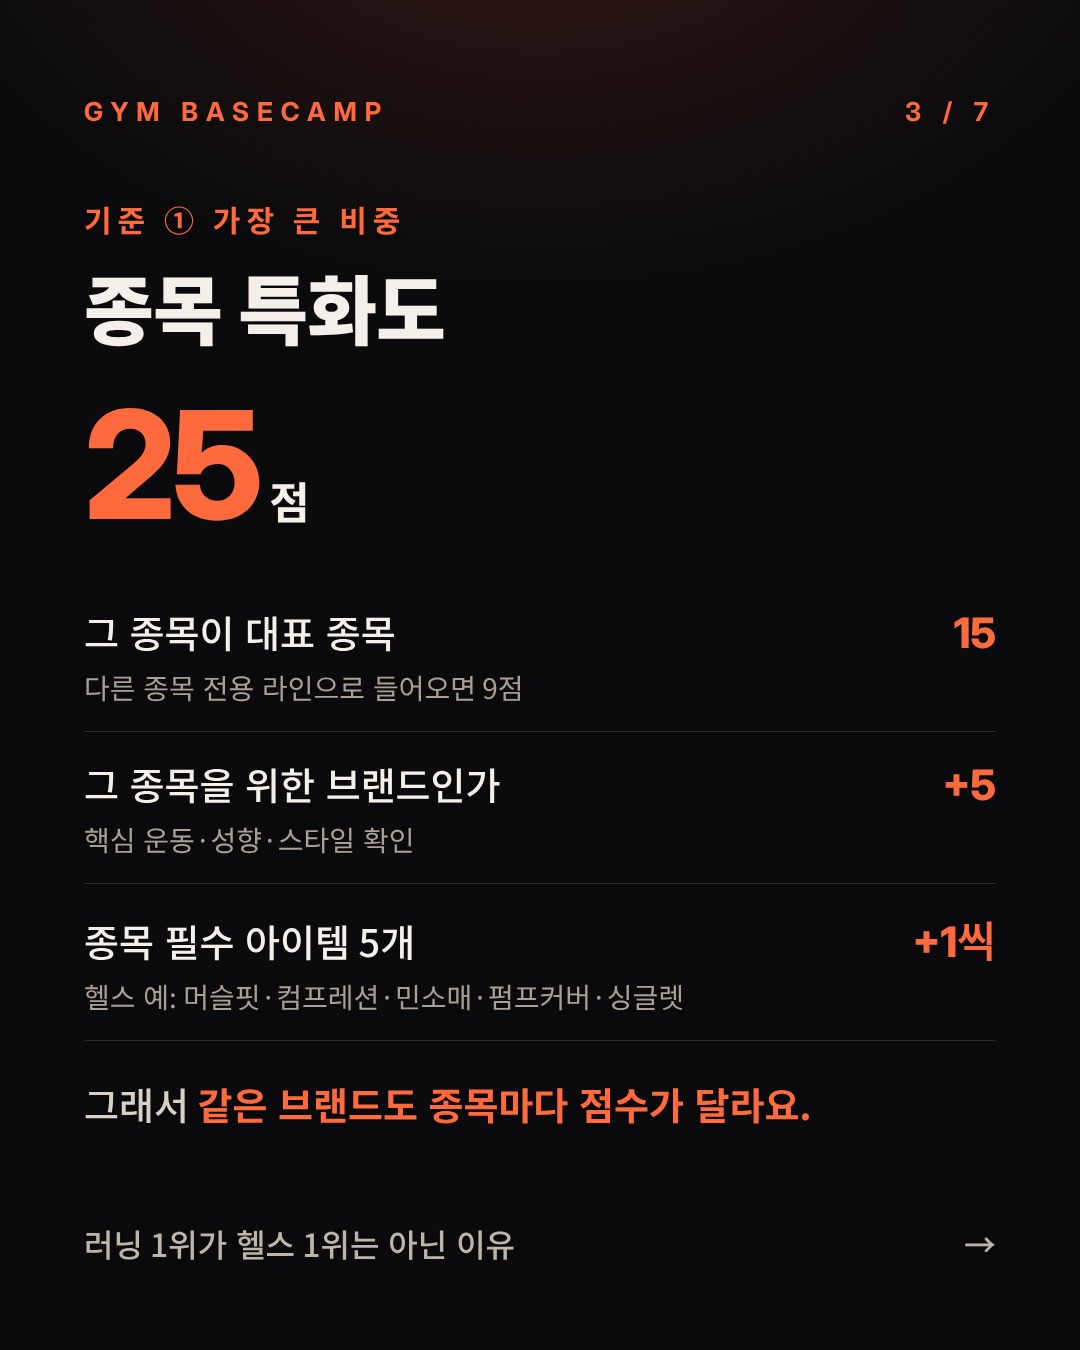 GYM BASECAMP
3 / 7
기준 ① 가장 큰 비중
종목 특화도
25점
그 종목이 대표 종목
15
다른 종목 전용 라인으로 들어오면 9점
그 종목을 위한 브랜드인가
+5
핵심 운동·성향·스타일 확인
종목 필수 아이템 5개
+1씩
헬스 예: 머슬핏·컴프레션·민소매·펌프커버·싱글렛
그래서 같은 브랜드도 종목마다 점수가 달라요.
러닝 1위가 헬스 1위는 아닌 이유
→